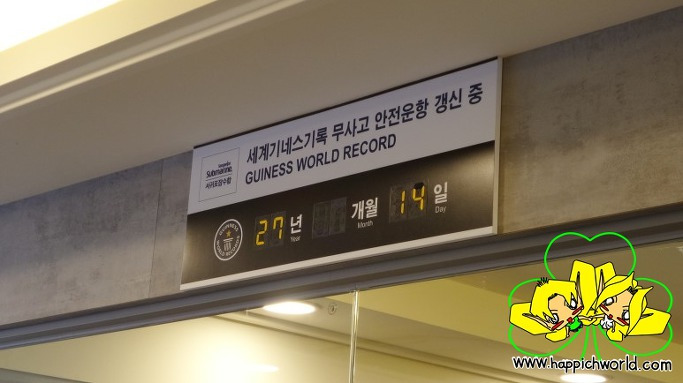 세계기네스기록 무사고 안전운항 갱신 중
GUINESS WORLD RECORD
Seogwipo
Submarine
서귀포잠수함
27 년 개월 14 일
Year Month Day
www.happichworld.com